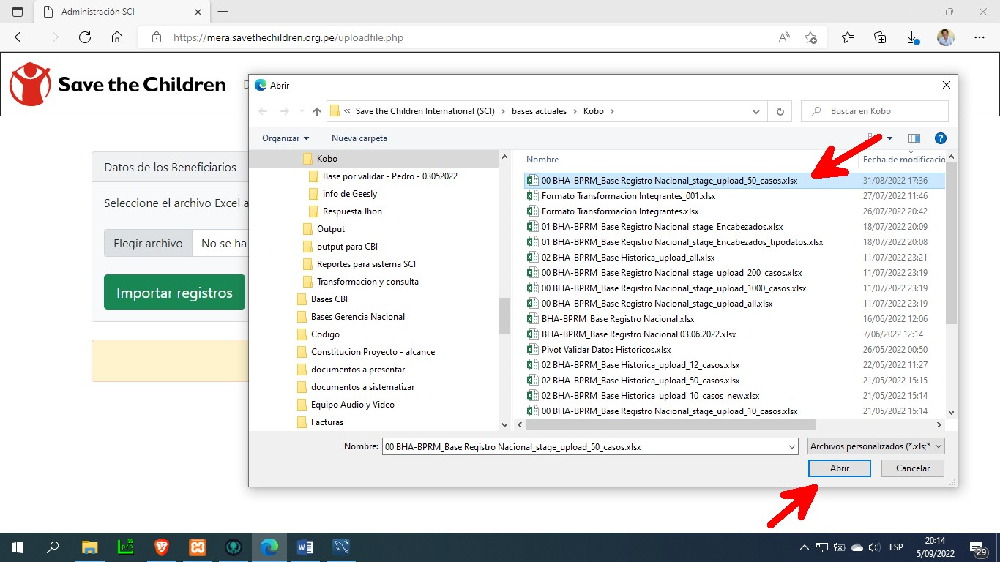 Administración SCI
https://mera.savethechildren.org.pe/uploadfile.php
Save the Children
Abrir
« Save the Children International (SCI) › bases actuales › Kobo ›
Buscar en Kobo
Organizar
Nueva carpeta
Datos de los Beneficiarios
Seleccione el archivo Excel a
Elegir archivo
No se ha
Importar registros
Kobo
Base por validar - Pedro - 03052022
info de Geesly
Respuesta Jhon
Output
output para CBI
Reportes para sistema SCI
Transformacion y consulta
Bases CBI
Bases Gerencia Nacional
Codigo
Constitucion Proyecto - alcance
documentos a presentar
documentos a sistematizar
Equipo Audio y Video
Facturas
Nombre
Fecha de modificació
00 BHA-BPRM_Base Registro Nacional_stage_upload_50_casos.xlsx 31/08/2022 17:36
Formato Transformacion Integrantes_001.xlsx 27/07/2022 11:46
Formato Transformacion Integrantes.xlsx 26/07/2022 20:42
01 BHA-BPRM_Base Registro Nacional_stage_Encabezados.xlsx 18/07/2022 20:09
01 BHA-BPRM_Base Registro Nacional_stage_Encabezados_tipodatos.xlsx 18/07/2022 20:08
02 BHA-BPRM_Base Historica_upload_all.xlsx 11/07/2022 23:21
00 BHA-BPRM_Base Registro Nacional_stage_upload_200_casos.xlsx 11/07/2022 23:19
00 BHA-BPRM_Base Registro Nacional_stage_upload_1000_casos.xlsx 11/07/2022 23:19
00 BHA-BPRM_Base Registro Nacional_stage_upload_all.xlsx 11/07/2022 23:19
BHA-BPRM_Base Registro Nacional.xlsx 16/06/2022 12:06
BHA-BPRM_Base Registro Nacional 03.06.2022.xlsx 7/06/2022 12:14
Pivot Validar Datos Historicos.xlsx 26/05/2022 00:50
02 BHA-BPRM_Base Historica_upload_12_casos.xlsx 22/05/2022 11:27
02 BHA-BPRM_Base Historica_upload_50_casos.xlsx 21/05/2022 15:15
02 BHA-BPRM_Base Historica_upload_10_casos_new.xlsx 21/05/2022 15:14
00 BHA-BPRM_Base Registro Nacional_stage_upload_10_casos.xlsx 21/05/2022 15:14
Nombre: 00 BHA-BPRM_Base Registro Nacional_stage_upload_50_casos.xlsx
Archivos personalizados (*.xls;*
Abrir
Cancelar
ESP
20:14
5/09/2022
29